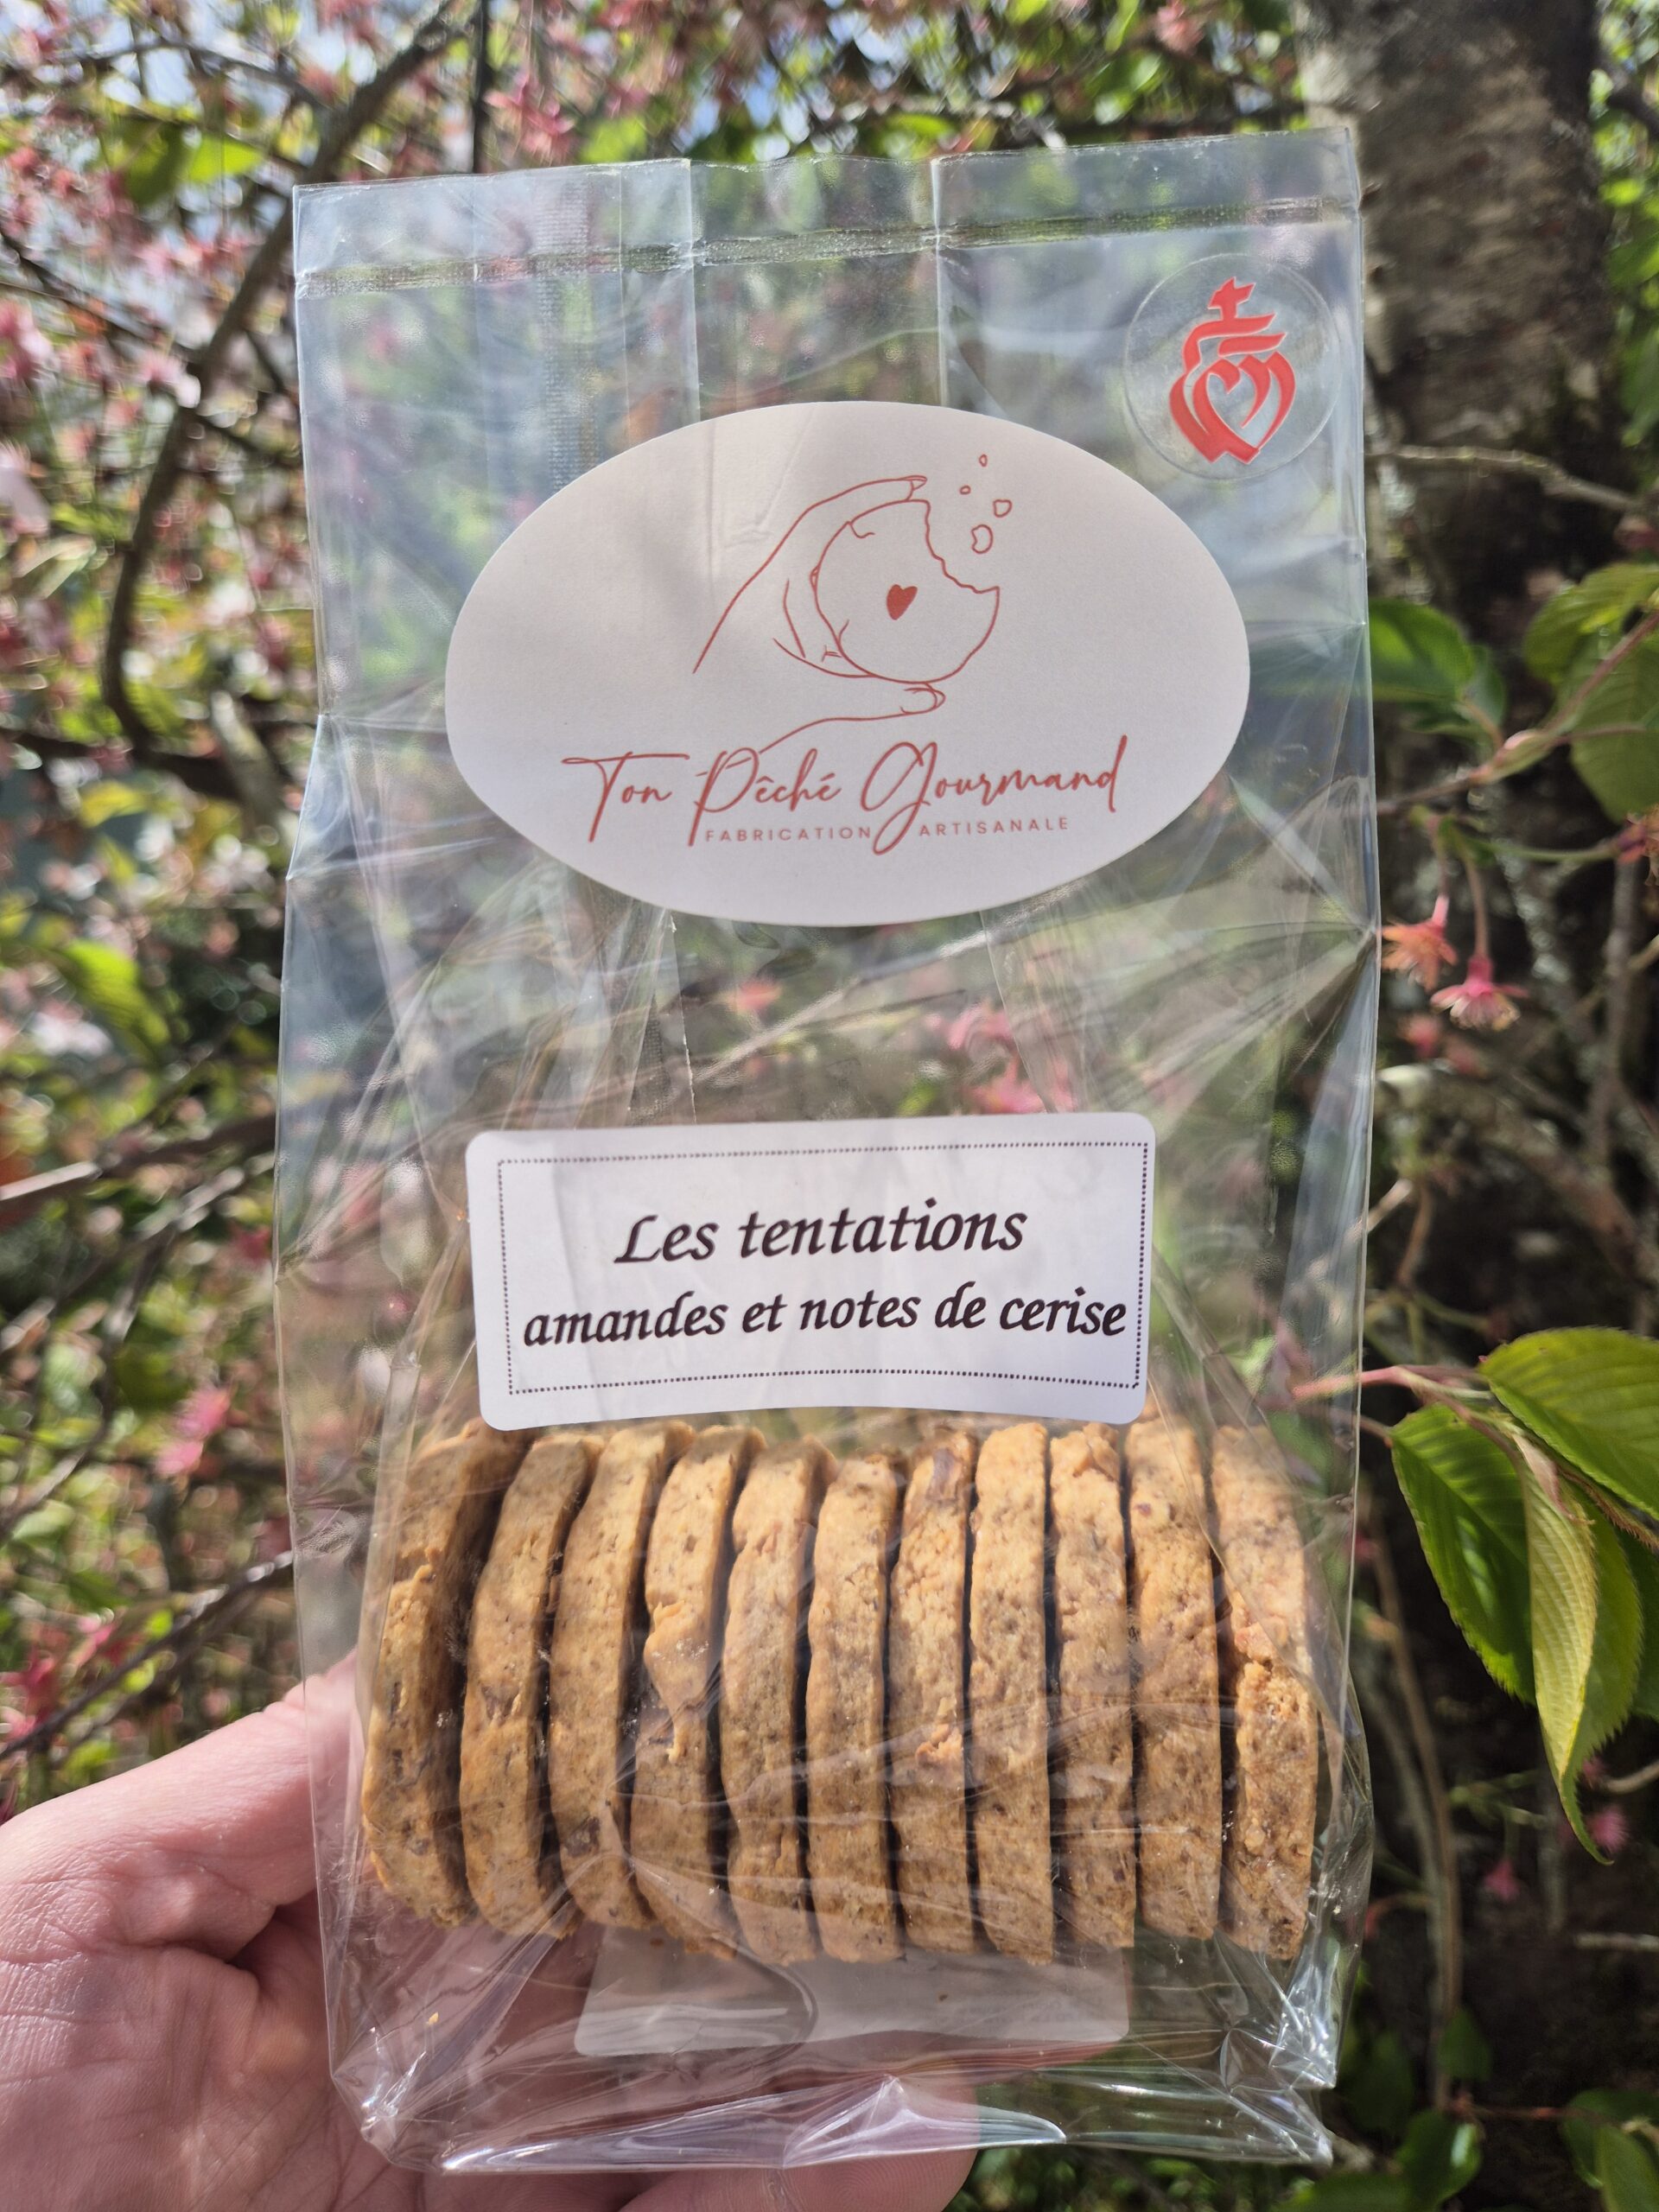 Ton Pêché Gourmand
FABRICATION ARTISANALE
Les tentations
amandes et notes de cerise